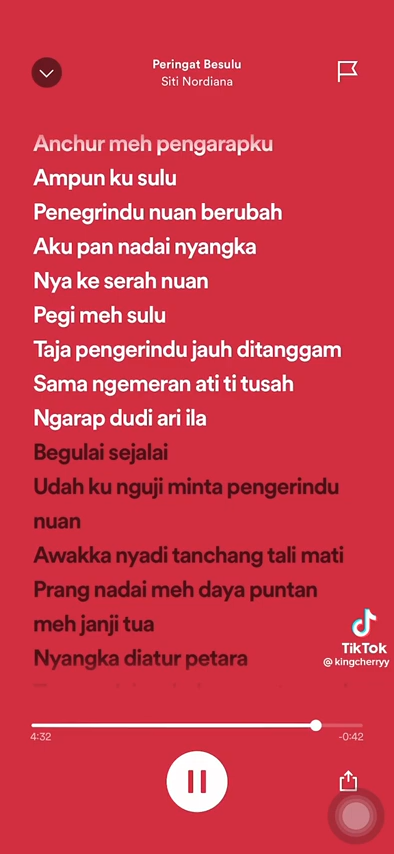 Peringat Besulu
Siti Nordiana
Anchur meh pengarapku
Ampun ku sulu
Penegrindu nuan berubah
Aku pan nadai nyangka
Nya ke serah nuan
Pegi meh sulu
Taja pengerindu jauh ditanggam
Sama ngemeran ati ti tusah
Ngarap dudi ari ila
Begulai sejalai
Udah ku nguji minta pengerindu
nuan
Awakka nyadi tanchang tali mati
Prang nadai meh daya puntan
meh janji tua
Nyangka diatur petara
TikTok
@kingcherryy
4:32
-0:42